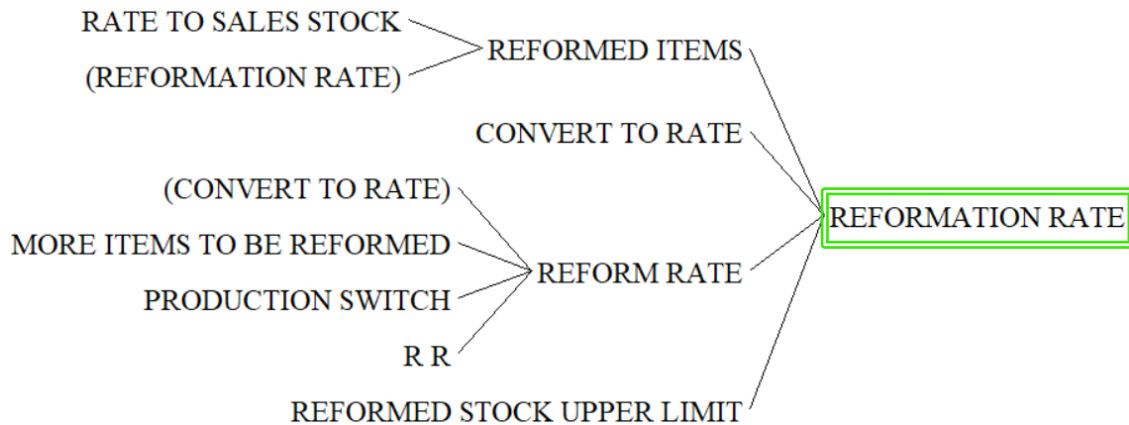 RATE TO SALES STOCK
(REFORMATION RATE)
REFORMED ITEMS
CONVERT TO RATE
(CONVERT TO RATE)
MORE ITEMS TO BE REFORMED
PRODUCTION SWITCH
R R
REFORM RATE
REFORMED STOCK UPPER LIMIT
REFORMATION RATE